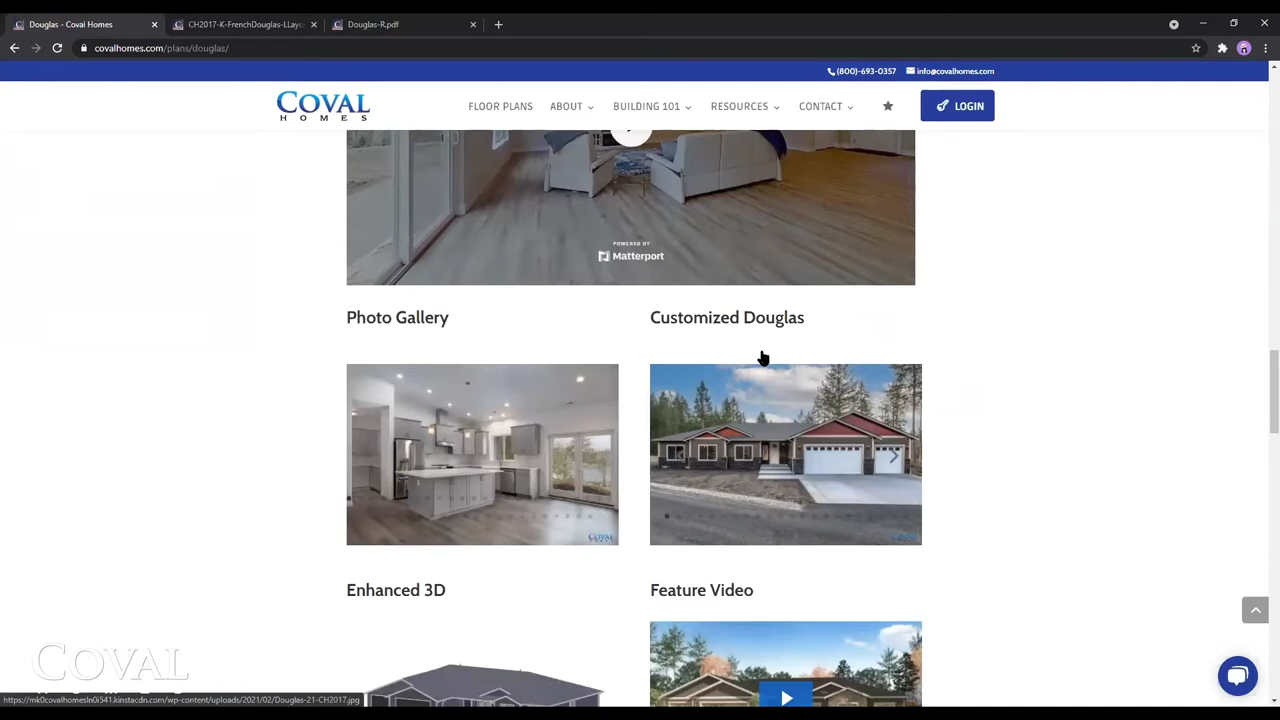 Douglas - Coval Homes
CH2017-K-FrenchDouglas-LLayo
Douglas-R.pdf
covalhomes.com/plans/douglas/
(800)-693-0357
info@covalhomes.com
COVAL
HOMES
FLOOR PLANS
ABOUT
BUILDING 101
RESOURCES
CONTACT
LOGIN
POWERED BY
Matterport
Photo Gallery
Customized Douglas
COVAL
Enhanced 3D
Feature Video
COVAL
https://mk0covalhomesln0i541.kinstacdn.com/wp-content/uploads/2021/02/Douglas-21-CH2017.jpg